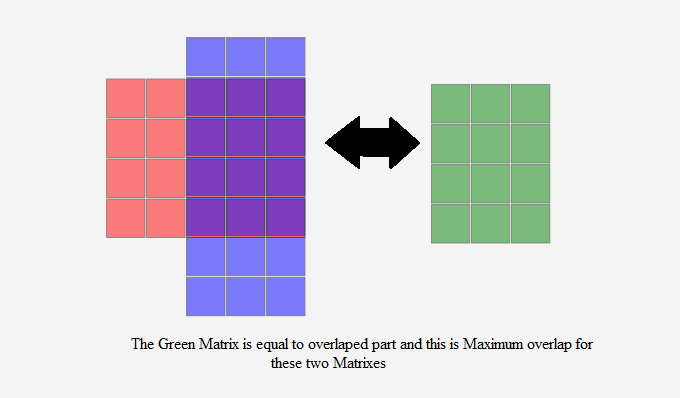 The Green Matrix is equal to overlaped part and this is Maximum overlap for
these two Matrixes